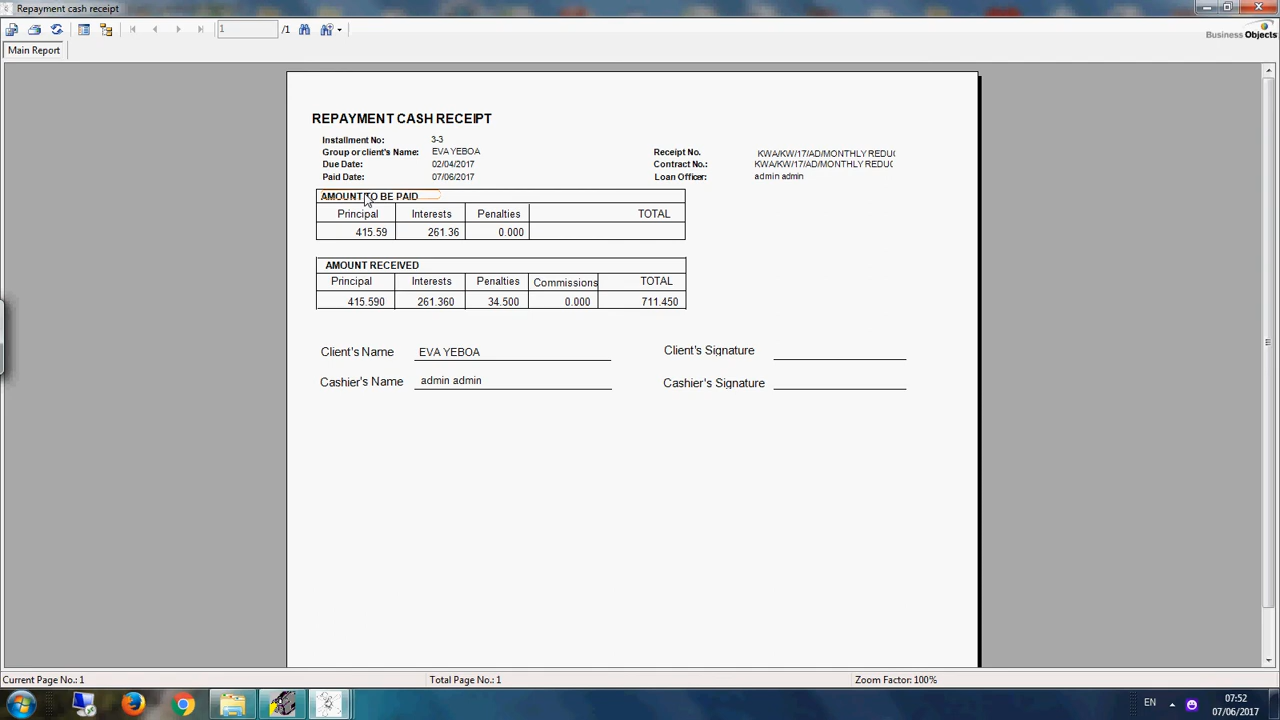 Repayment cash receipt
1 /1
Business Objects
Main Report
REPAYMENT CASH RECEIPT
Installment No: 3-3
Group or client's Name: EVA YEBOA
Receipt No. KWA/KW/17/AD/MONTHLY REDUC
Due Date: 02/04/2017
Contract No.: KWA/KW/17/AD/MONTHLY REDUC
Paid Date: 07/06/2017
Loan Officer: admin admin
AMOUNT TO BE PAID
Principal Interests Penalties TOTAL
415.59 261.36 0.000
AMOUNT RECEIVED
Principal Interests Penalties Commissions TOTAL
415.590 261.360 34.500 0.000 711.450
Client's Name EVA YEBOA Client's Signature
Cashier's Name admin admin Cashier's Signature
Current Page No.: 1 Total Page No.: 1 Zoom Factor: 100%
EN 07:52
07/06/2017